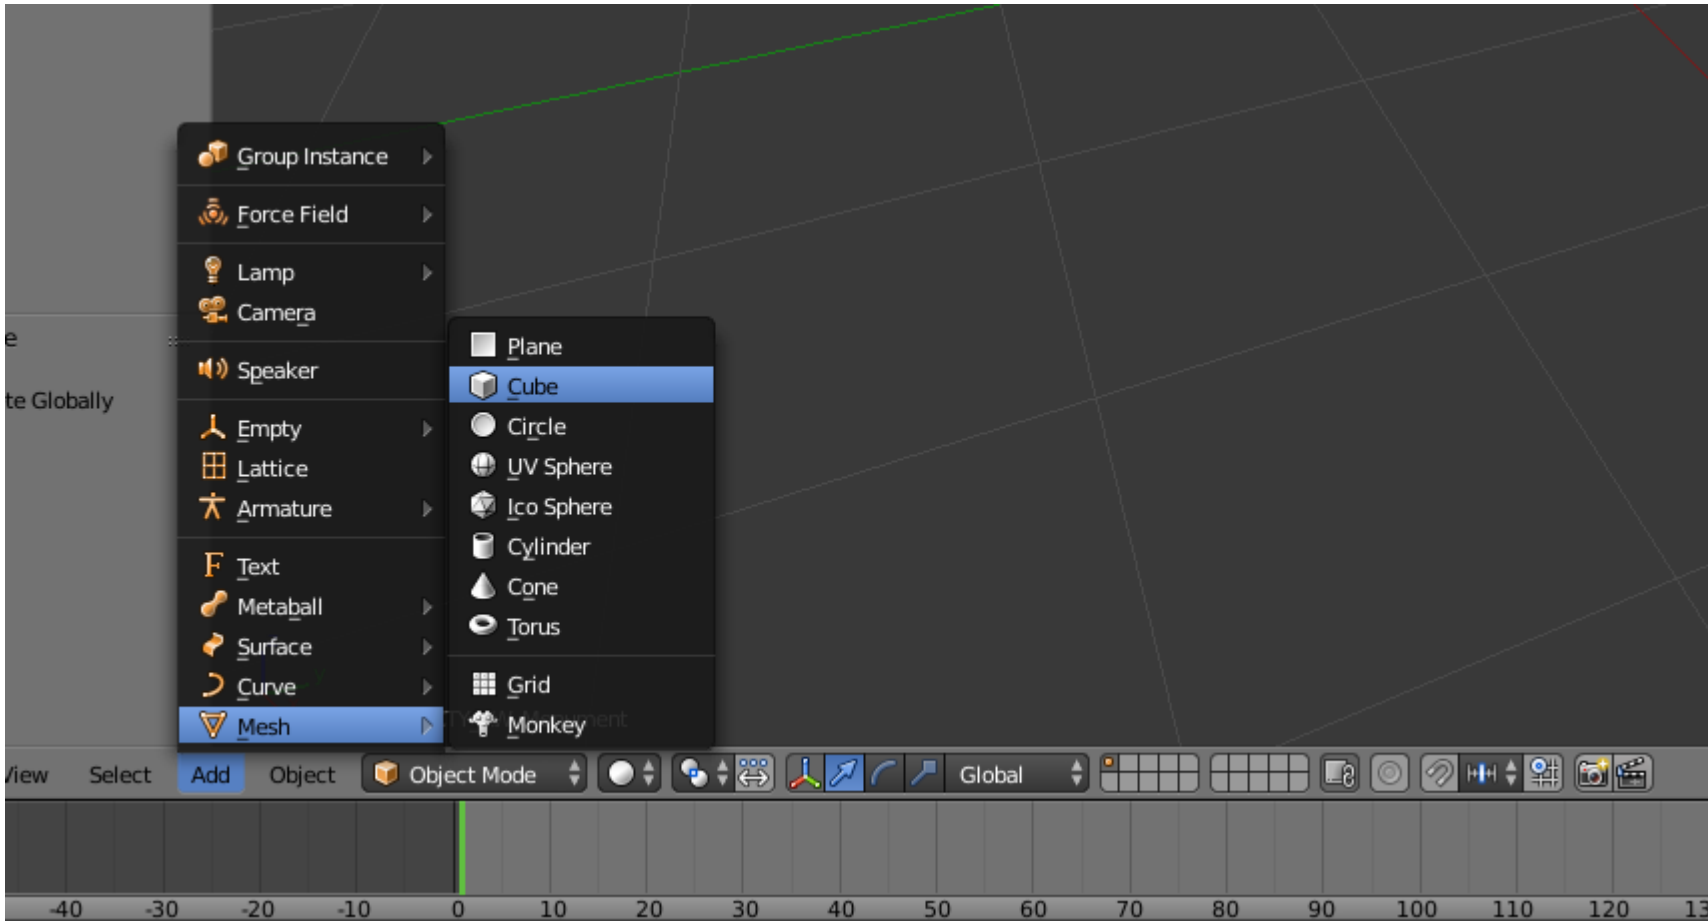 Group Instance
Force Field
Lamp
Camera
Speaker
Empty
Lattice
Armature
Text
Metaball
Surface
Curve
Mesh
Plane
Cube
Circle
UV Sphere
Ico Sphere
Cylinder
Cone
Torus
Grid
Monkey
e
te Globally
View Select Add Object Object Mode Global
-40 -30 -20 -10 0 10 20 30 40 50 60 70 80 90 100 110 120 13